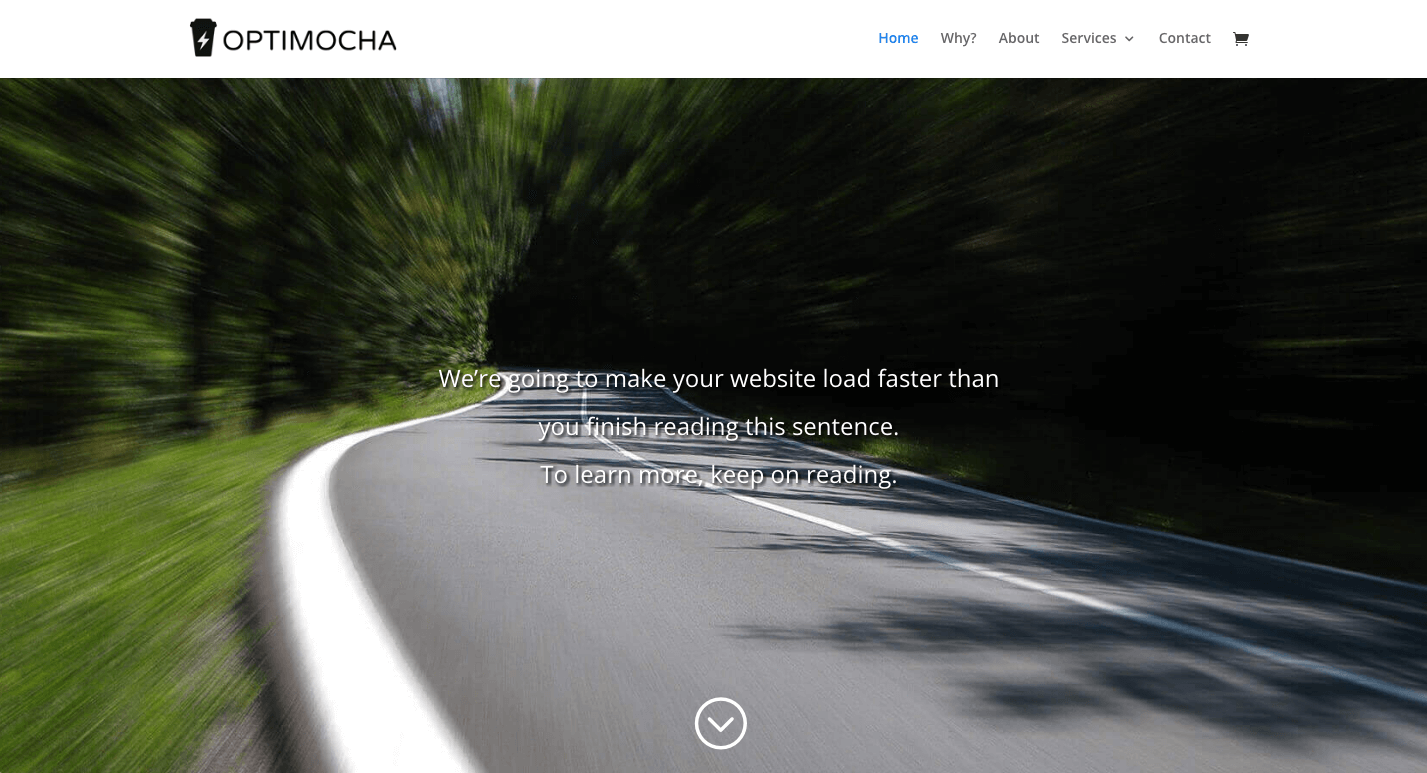 OPTIMOCHA
Home Why? About Services Contact
We’re going to make your website load faster than
you finish reading this sentence.
To learn more, keep on reading.